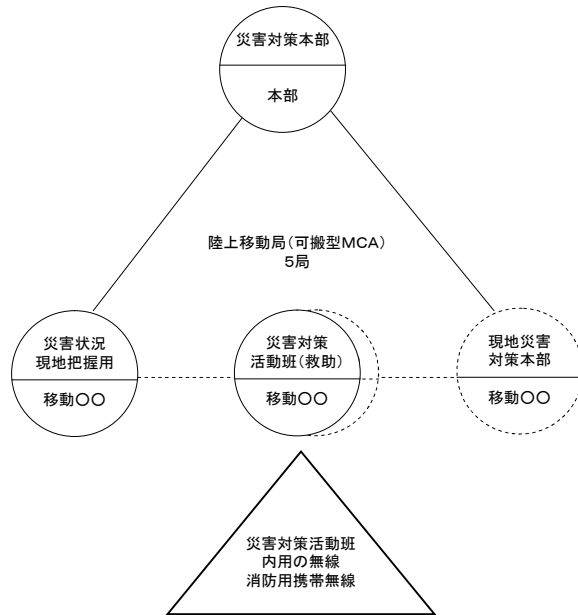 災害対策本部
本部
陸上移動局（可搬型MCA）
5局
災害状況
現地把握用
移動〇〇
災害対策
活動班（救助）
移動〇〇
現地災害
対策本部
移動〇〇
災害対策活動班
内用の無線
消防用携帯無線